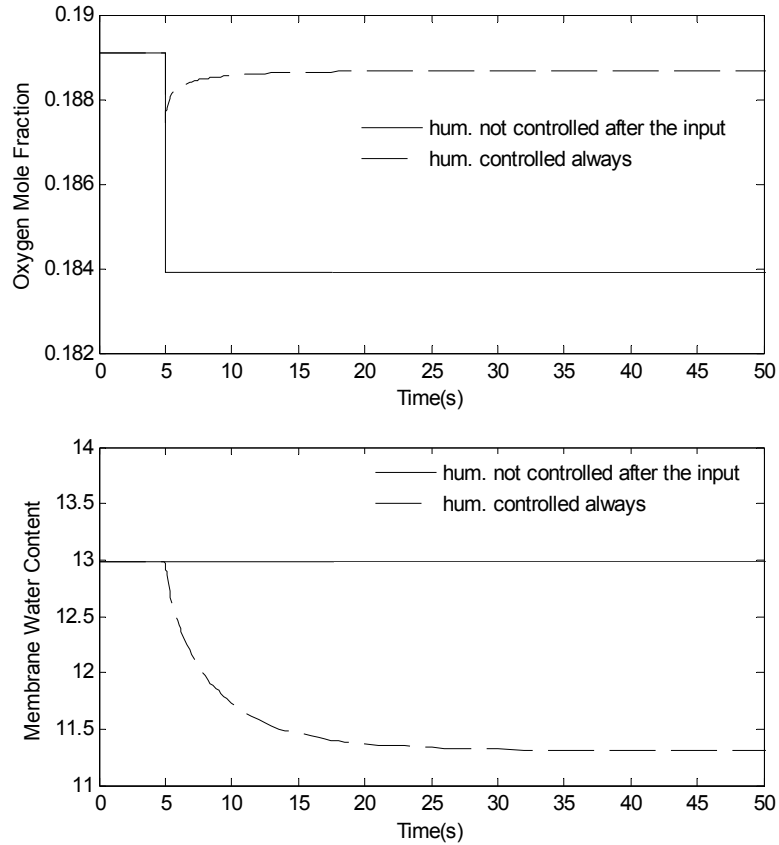 0.19
0.188
0.186
0.184
0.182
Oxygen Mole Fraction
hum. not controlled after the input
hum. controlled always
0 5 10 15 20 25 30 35 40 45 50
Time(s)
14
13.5
13
12.5
12
11.5
11
Membrane Water Content
hum. not controlled after the input
hum. controlled always
0 5 10 15 20 25 30 35 40 45 50
Time(s)